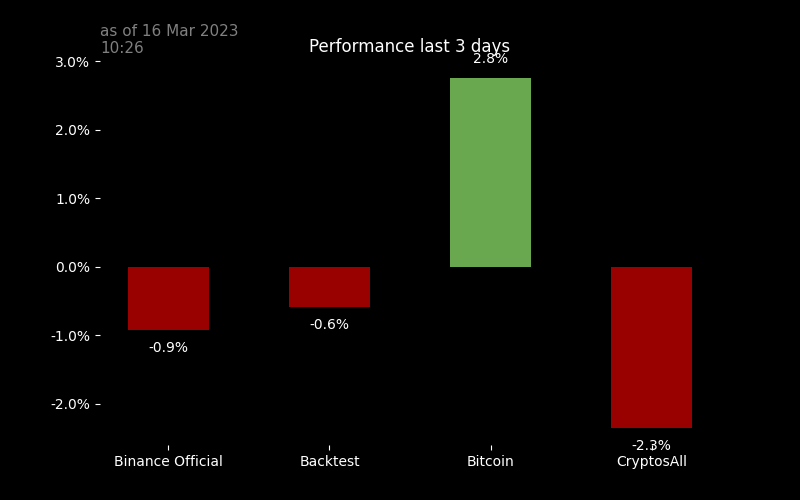 as of 16 Mar 2023
10:26
Performance last 3 days
3.0%
2.0%
1.0%
0.0%
-1.0%
-2.0%
2.8%
-0.9%
-0.6%
-2.3%
Binance Official
Backtest
Bitcoin
CryptosAll